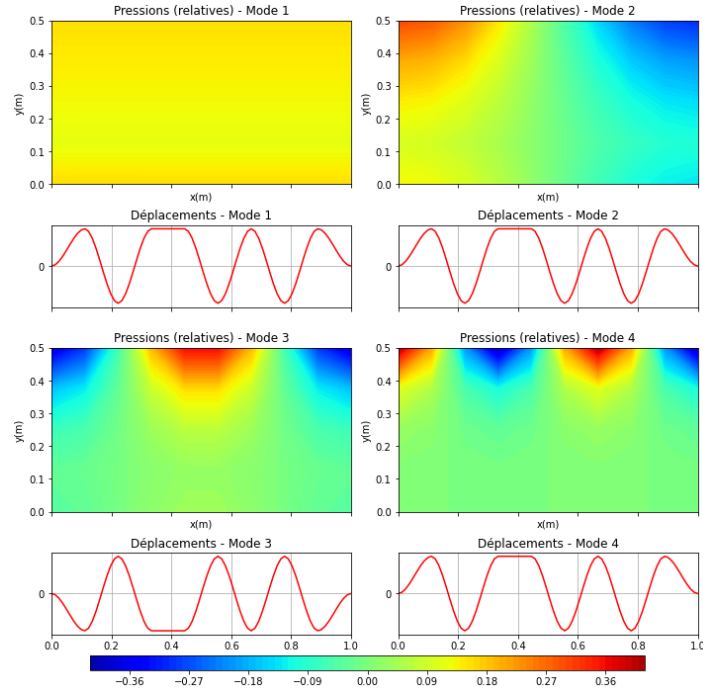 Pressions (relatives) - Mode 1
Pressions (relatives) - Mode 2
0.5
0.4
0.3
0.2
0.1
0.0
y(m)
x(m)
0.5
0.4
0.3
0.2
0.1
0.0
y(m)
x(m)
Déplacements - Mode 1
Déplacements - Mode 2
0
0
Pressions (relatives) - Mode 3
Pressions (relatives) - Mode 4
0.5
0.4
0.3
0.2
0.1
0.0
y(m)
x(m)
0.5
0.4
0.3
0.2
0.1
0.0
y(m)
x(m)
Déplacements - Mode 3
Déplacements - Mode 4
0
0
0.0 0.2 0.4 0.6 0.8 1.0
0.0 0.2 0.4 0.6 0.8 1.0
−0.36 −0.27 −0.18 −0.09 0.00 0.09 0.18 0.27 0.36